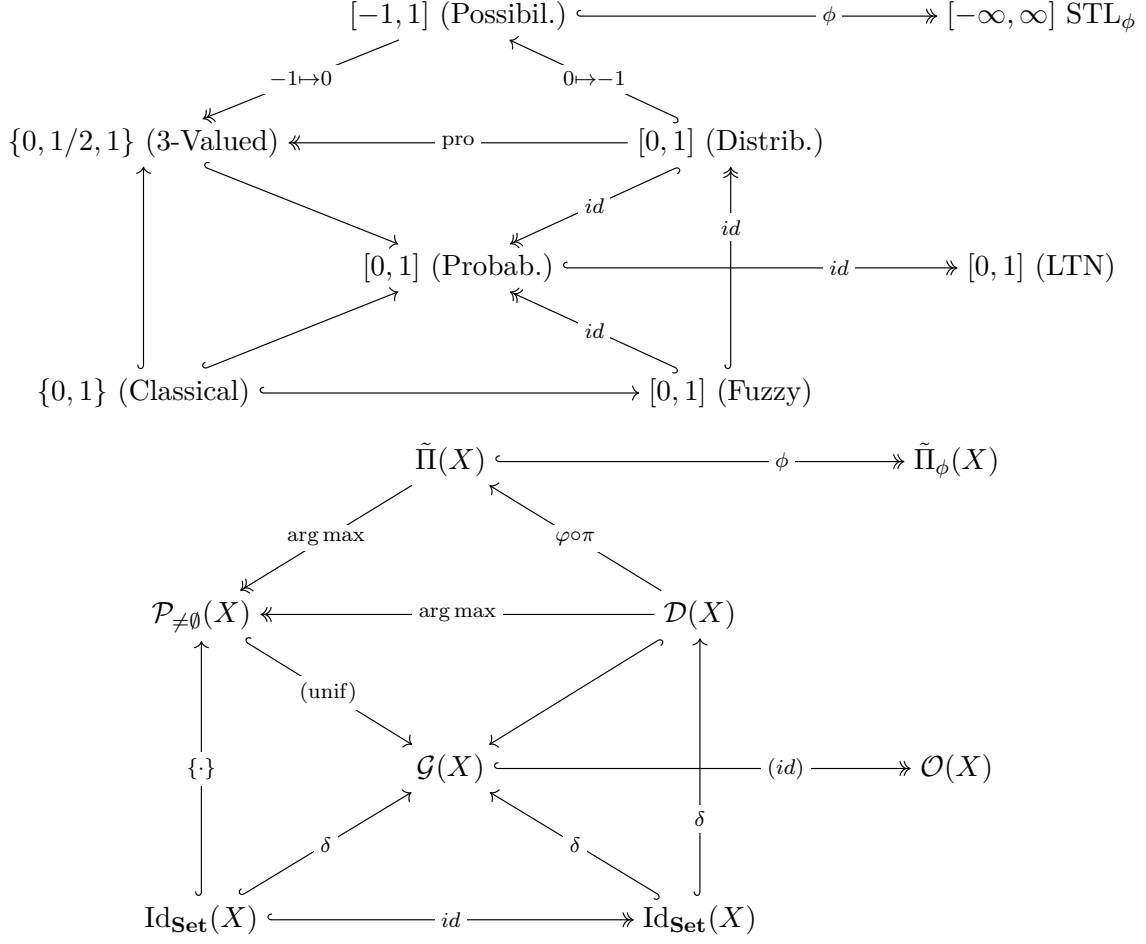 [−1, 1] (Possibil.) ϕ [−∞, ∞] STL_ϕ
−1↦0 0↦−1
{0, 1/2, 1} (3-Valued) pro [0, 1] (Distrib.)
id id
[0, 1] (Probab.) id [0, 1] (LTN)
id
{0, 1} (Classical) [0, 1] (Fuzzy)
Π̃(X) ϕ Π̃_ϕ(X)
arg max φ∘π
𝒫_{≠∅}(X) arg max 𝒟(X)
(unif)
{·} 𝒢(X) (id) 𝒪(X)
δ δ δ
Id_𝐒𝐞𝐭(X) id Id_𝐒𝐞𝐭(X)